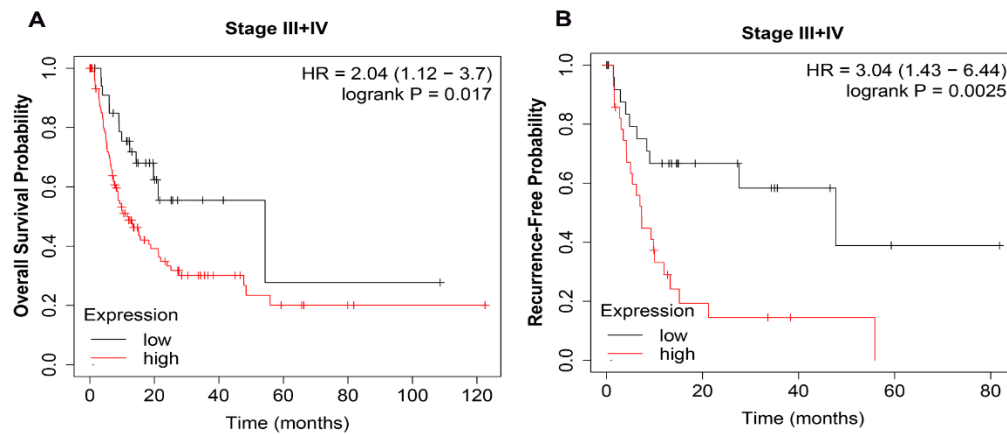 A
Stage III+IV
HR = 2.04 (1.12 − 3.7)
logrank P = 0.017
Overall Survival Probability
1.0
0.8
0.6
0.4
0.2
0.0
Expression
low
high
0 20 40 60 80 100 120
Time (months)
B
Stage III+IV
HR = 3.04 (1.43 − 6.44)
logrank P = 0.0025
Recurrence-Free Probability
1.0
0.8
0.6
0.4
0.2
0.0
Expression
low
high
0 20 40 60 80
Time (months)